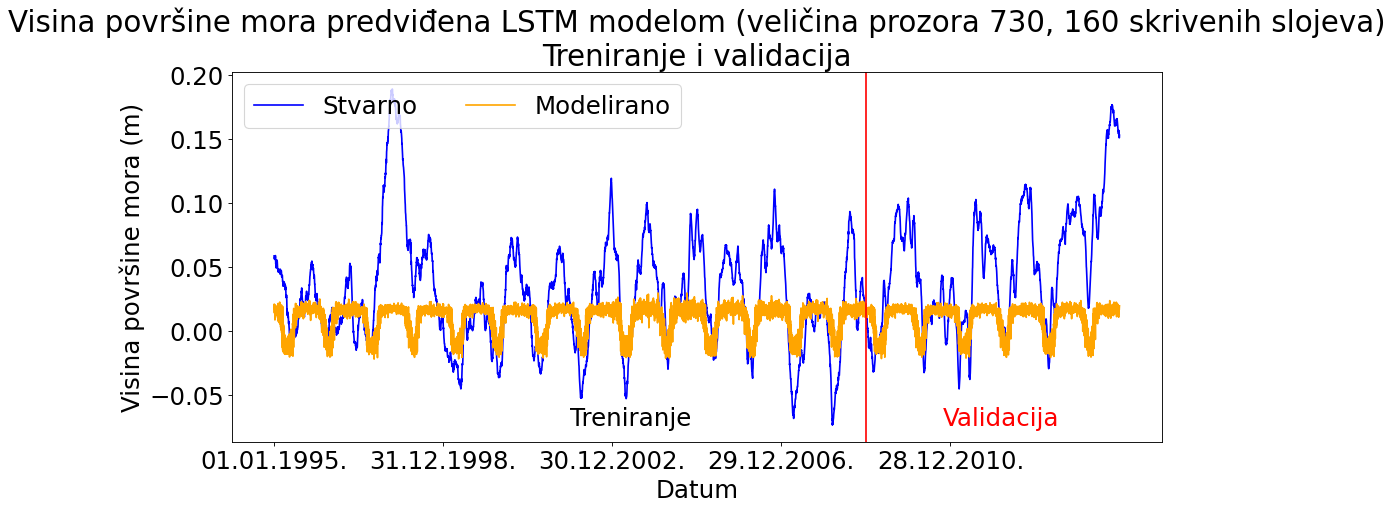 Visina površine mora predviđena LSTM modelom (veličina prozora 730, 160 skrivenih slojeva)
Treniranje i validacija
Stvarno Modelirano
Visina površine mora (m)
0.20
0.15
0.10
0.05
0.00
−0.05
Treniranje
Validacija
01.01.1995. 31.12.1998. 30.12.2002. 29.12.2006. 28.12.2010.
Datum